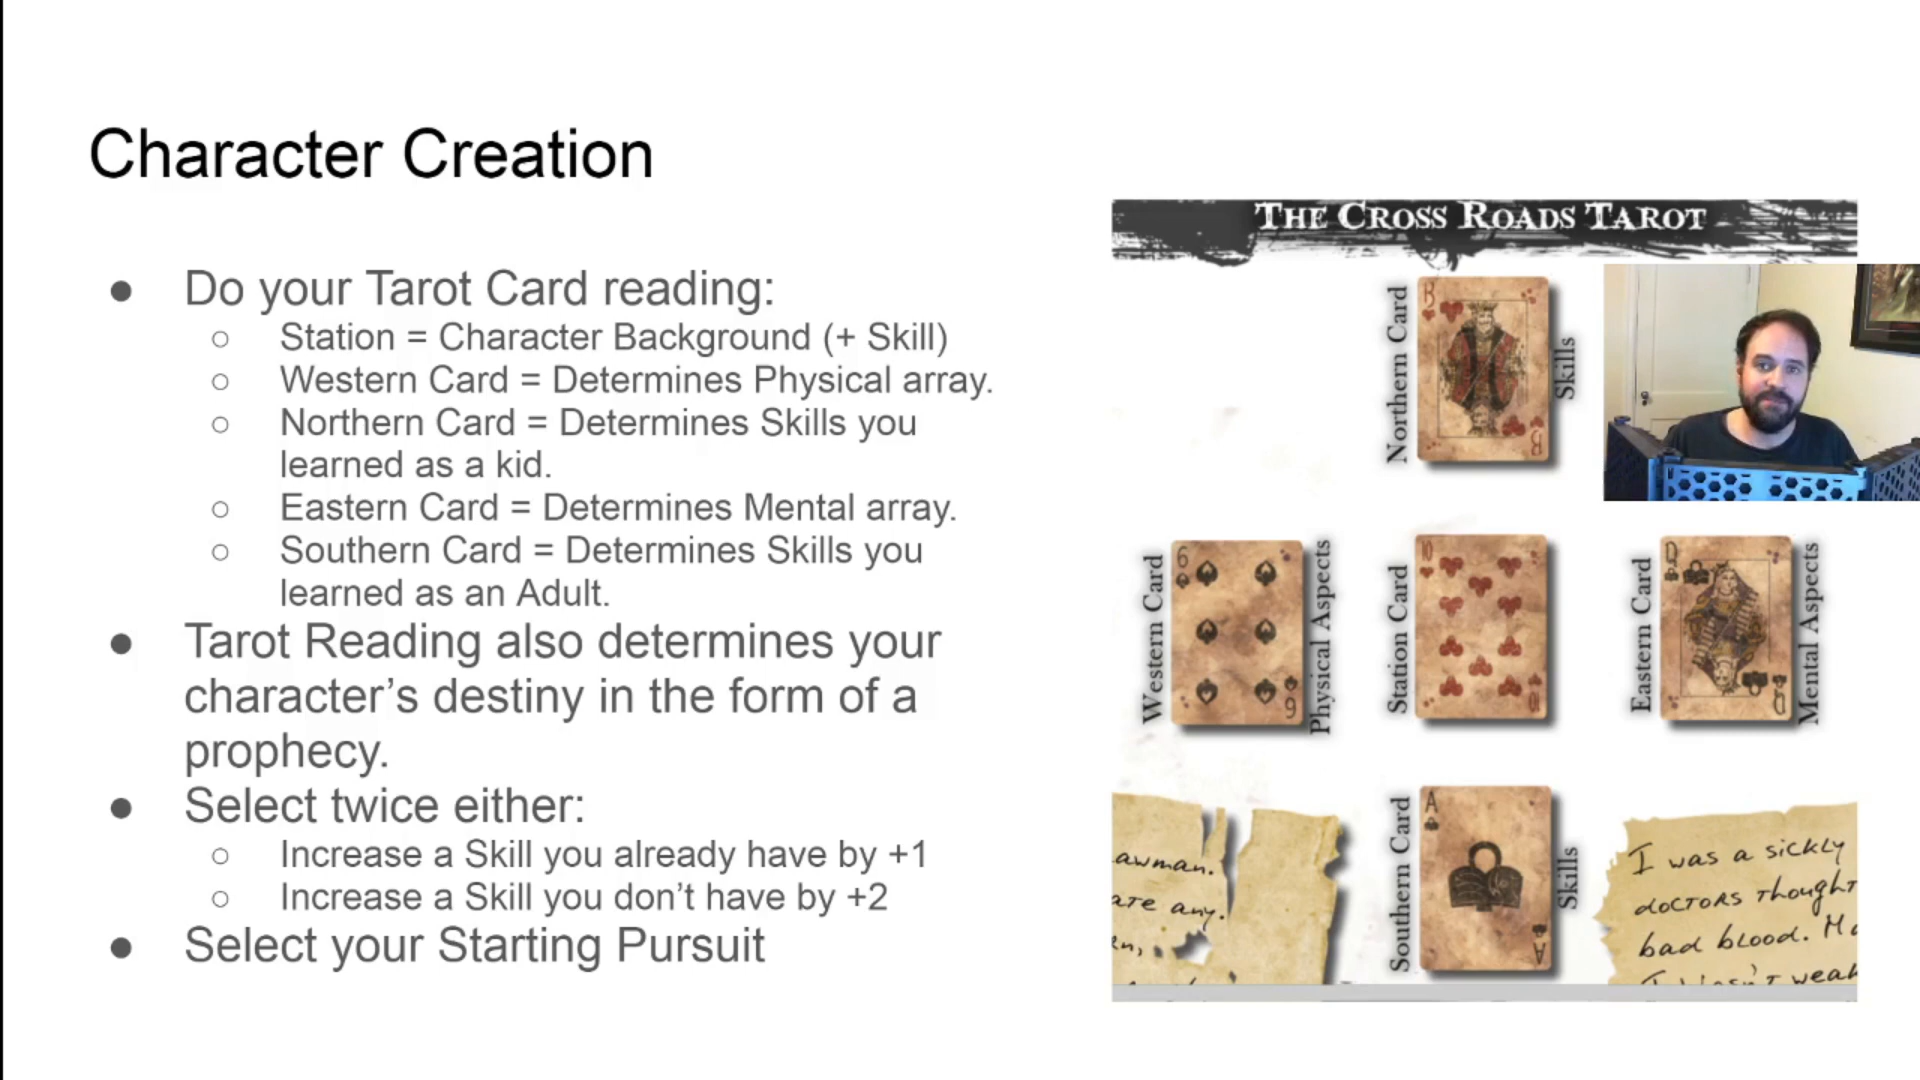 Character Creation
Do your Tarot Card reading:
Station = Character Background (+ Skill)
Western Card = Determines Physical array.
Northern Card = Determines Skills you
learned as a kid.
Eastern Card = Determines Mental array.
Southern Card = Determines Skills you
learned as an Adult.
Tarot Reading also determines your
character’s destiny in the form of a
prophecy.
Select twice either:
Increase a Skill you already have by +1
Increase a Skill you don’t have by +2
Select your Starting Pursuit
THE CROSS ROADS TAROT
Northern Card
Skills
Western Card
6
6
Physical Aspects
Station Card
10
10
Eastern Card
Mental Aspects
Southern Card
A
A
Skills
awman.
any.
I was a sickly
doctors thought
bad blood.